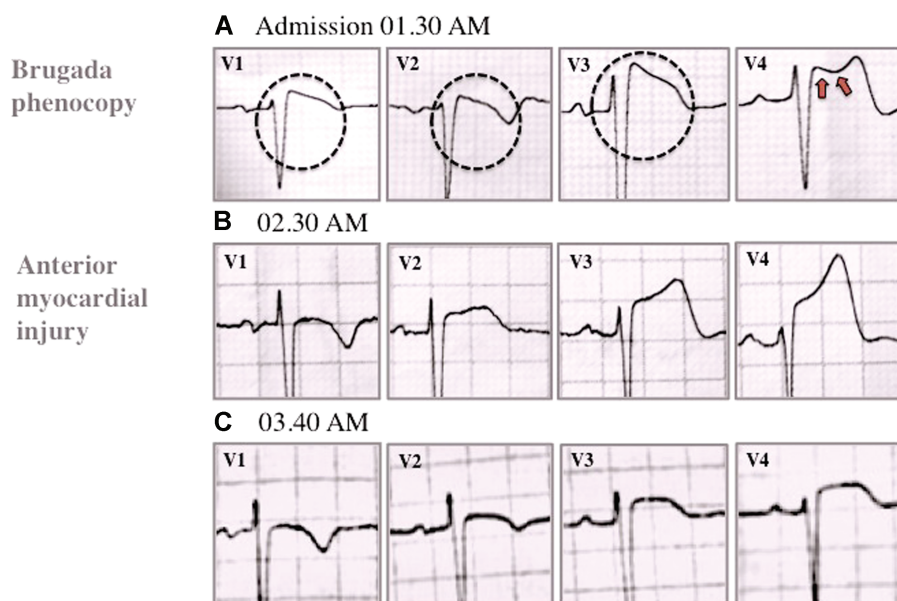 A Admission 01.30 AM
Brugada
phenocopy
V1 V2 V3 V4
B 02.30 AM
Anterior
myocardial
injury
V1 V2 V3 V4
C 03.40 AM
V1 V2 V3 V4